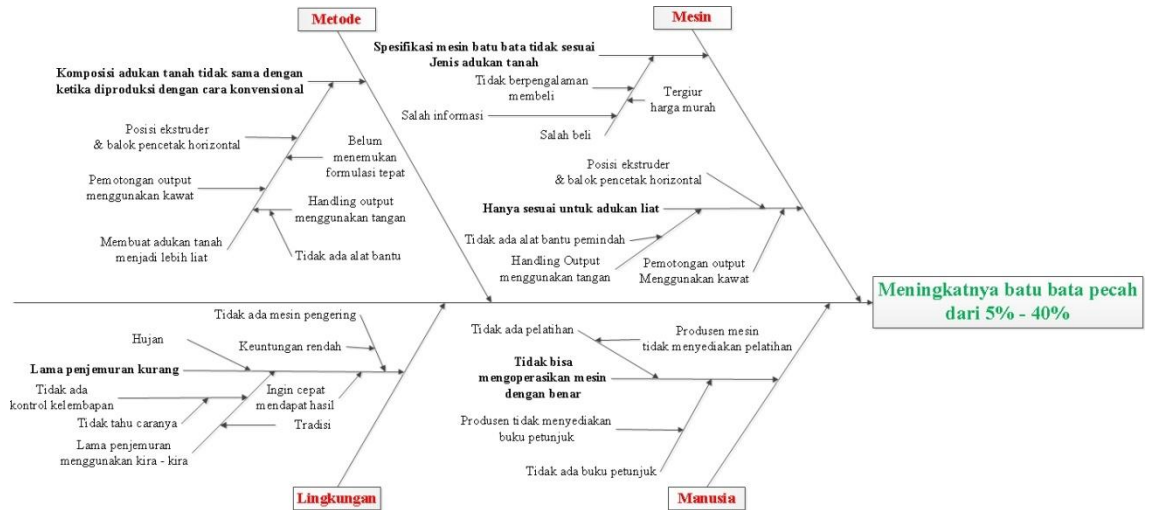 Metode
Mesin
Komposisi adukan tanah tidak sama dengan
ketika diproduksi dengan cara konvensional
Posisi ekstruder
& balok pencetak horizontal
Belum
menemukan
formulasi tepat
Pemotongan output
menggunakan kawat
Handling output
menggunakan tangan
Membuat adukan tanah
menjadi lebih liat
Tidak ada alat bantu
Spesifikasi mesin batu bata tidak sesuai
Jenis adukan tanah
Tidak berpengalaman
membeli
Tergiur
harga murah
Salah informasi
Salah beli
Posisi ekstruder
& balok pencetak horizontal
Hanya sesuai untuk adukan liat
Tidak ada alat bantu pemindah
Handling Output
menggunakan tangan
Pemotongan output
Menggunakan kawat
Meningkatnya batu bata pecah
dari 5% - 40%
Tidak ada mesin pengering
Hujan
Keuntungan rendah
Lama penjemuran kurang
Tidak ada
kontrol kelembapan
Ingin cepat
mendapat hasil
Tidak tahu caranya
Tradisi
Lama penjemuran
menggunakan kira - kira
Tidak ada pelatihan
Produsen mesin
tidak menyediakan pelatihan
Tidak bisa
mengoperasikan mesin
dengan benar
Produsen tidak menyediakan
buku petunjuk
Tidak ada buku petunjuk
Lingkungan
Manusia